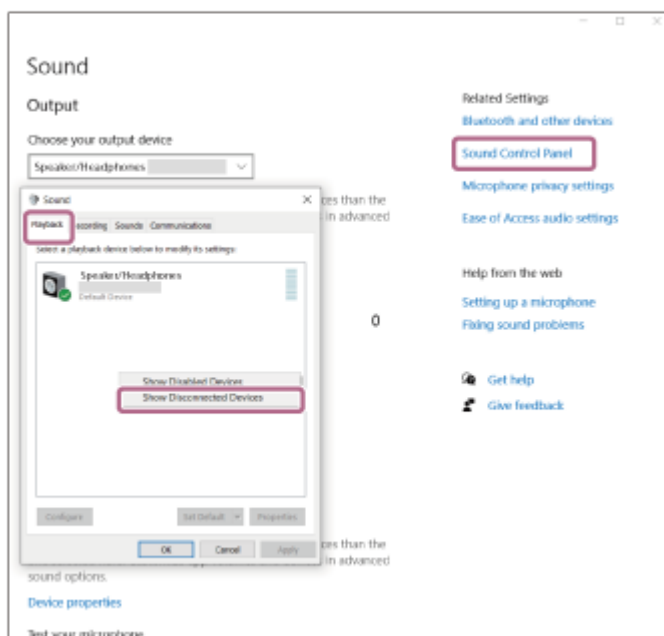 Sound
Output
Choose your output device
Speaker/Headphones
Sound
Playback
ecording
Sounds
Communications
Select a playback device below to modify its settings:
Speaker/Headphones
Default Device
Show Disabled Devices
Show Disconnected Devices
Configure
Set Default
Properties
OK
Cancel
Apply
ces than the
in advanced
0
ces than the
in advanced
sound options.
Device properties
Test your microphone
Related Settings
Bluetooth and other devices
Sound Control Panel
Microphone privacy settings
Ease of Access audio settings
Help from the web
Setting up a microphone
Fixing sound problems
Get help
Give feedback